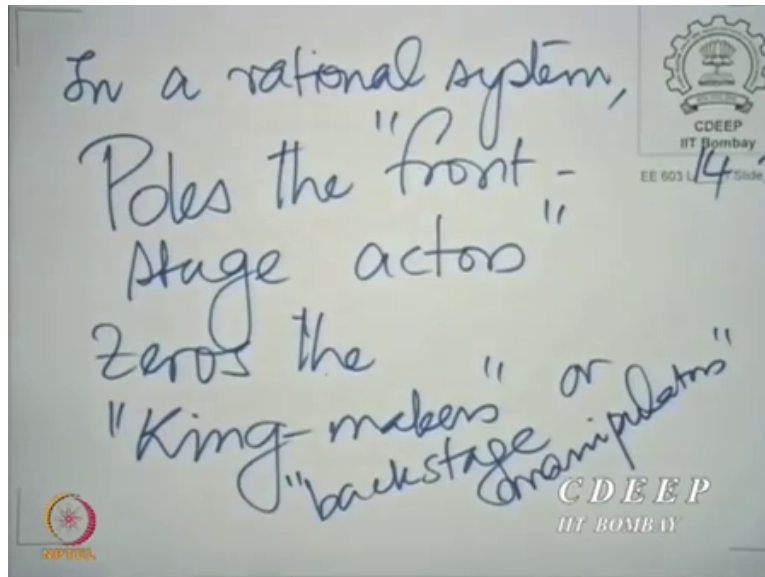 In a rational system,
Poles the "front-
stage actors"
Zeros the
"King-makers" or
"backstage manipulators"
CDEEP
IIT Bombay
EE 603 L 14 / Slide
CDEEP
IIT BOMBAY
NPTEL